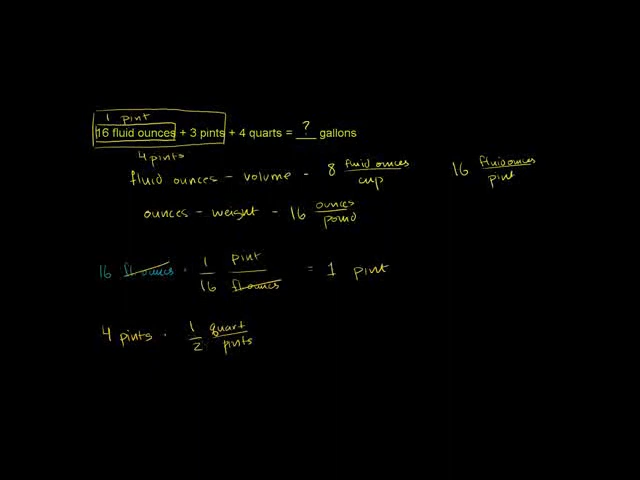 1 pint
16 fluid ounces + 3 pints + 4 quarts = ? gallons
4 pints
fluid ounces - volume - 8 fluid ounces / cup 16 fluid ounces / pint
ounces - weight - 16 ounces / pound
16 fl ounces · 1/16 pint / fl ounces = 1 pint
4 pints · 1/2 quart / pints